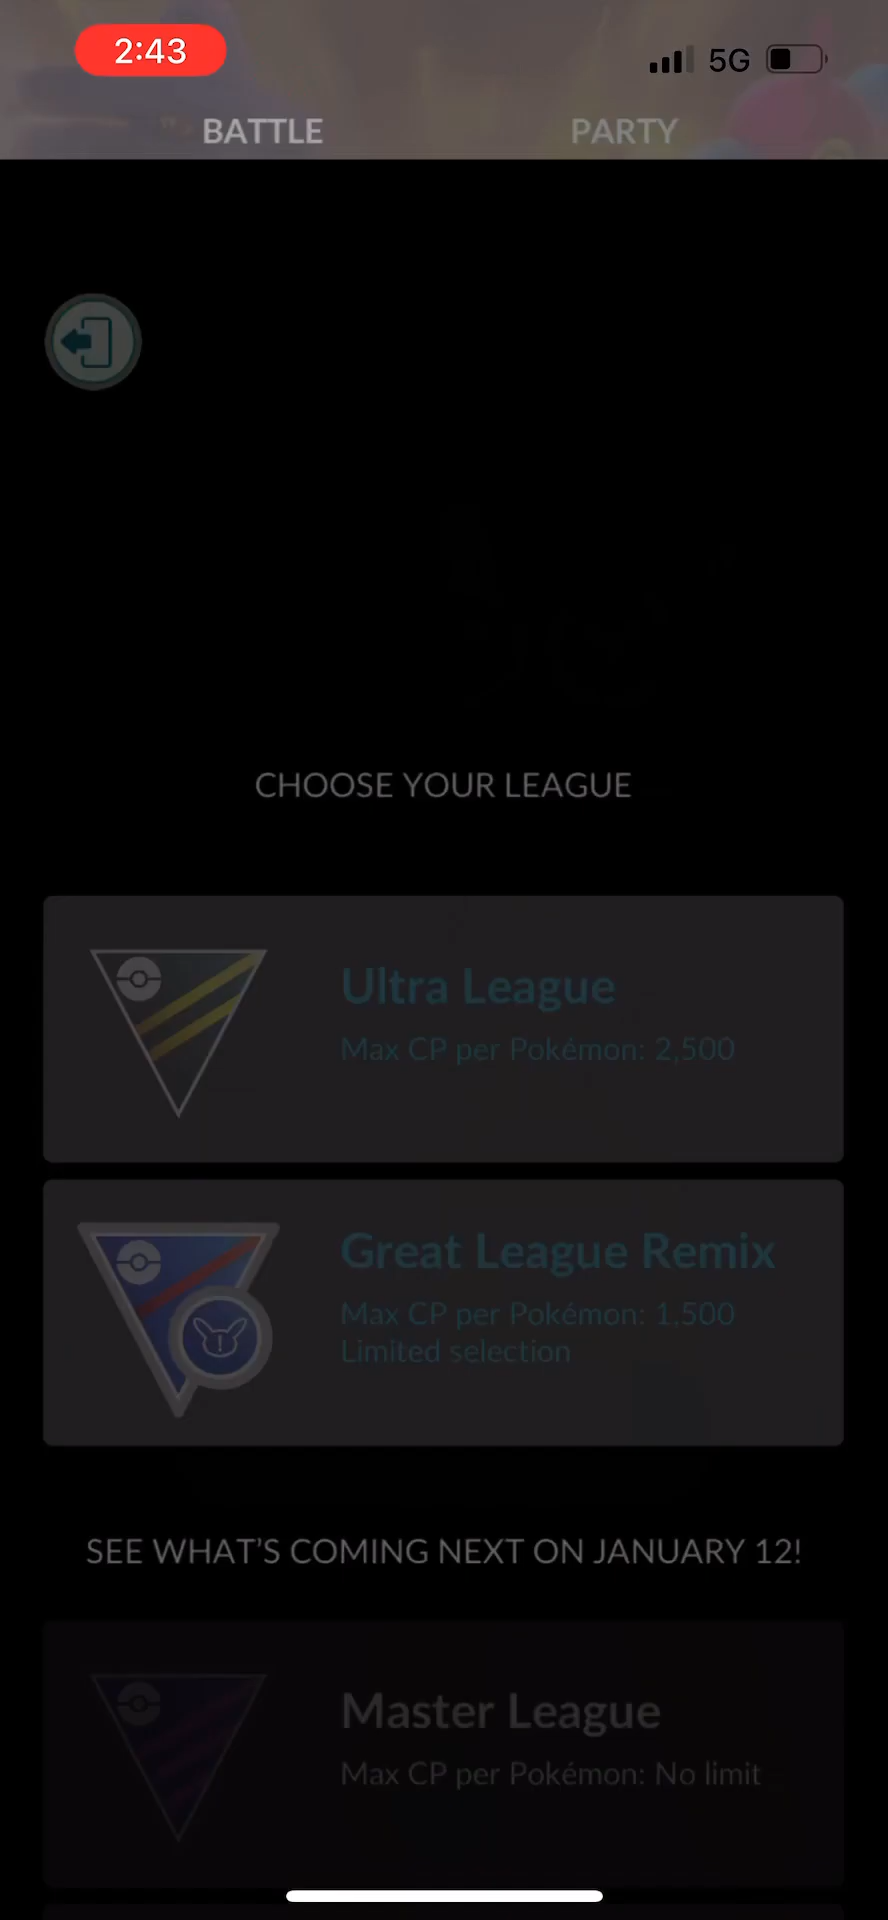 2:43
5G
BATTLE
PARTY
CHOOSE YOUR LEAGUE
Ultra League
Max CP per Pokémon: 2,500
Great League Remix
Max CP per Pokémon: 1,500
Limited selection
SEE WHAT'S COMING NEXT ON JANUARY 12!
Master League
Max CP per Pokémon: No limit